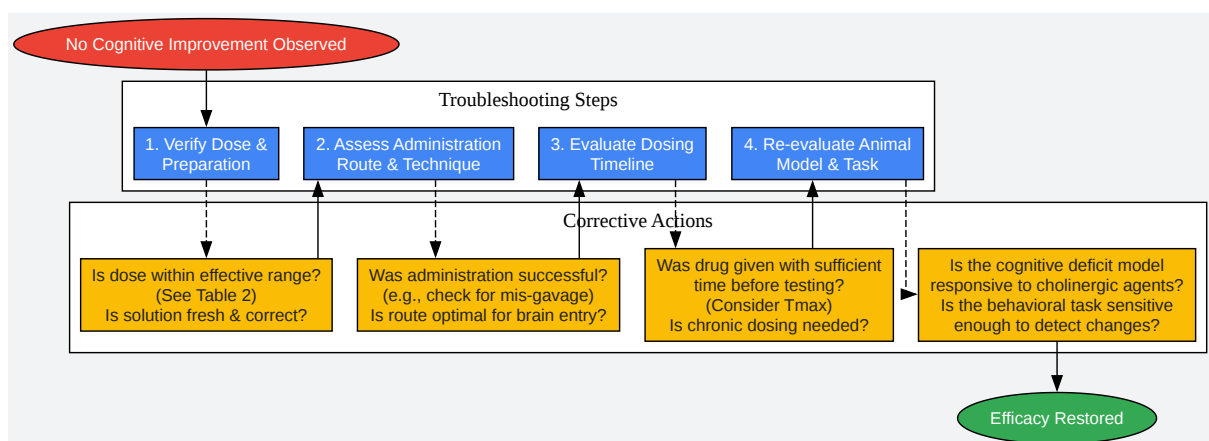 No Cognitive Improvement Observed
Troubleshooting Steps
1. Verify Dose &
Preparation
2. Assess Administration
Route & Technique
3. Evaluate Dosing
Timeline
4. Re-evaluate Animal
Model & Task
Corrective Actions
Is dose within effective range?
(See Table 2)
Is solution fresh & correct?
Was administration successful?
(e.g., check for mis-gavage)
Is route optimal for brain entry?
Was drug given with sufficient
time before testing?
(Consider Tmax)
Is chronic dosing needed?
Is the cognitive deficit model
responsive to cholinergic agents?
Is the behavioral task sensitive
enough to detect changes?
Efficacy Restored